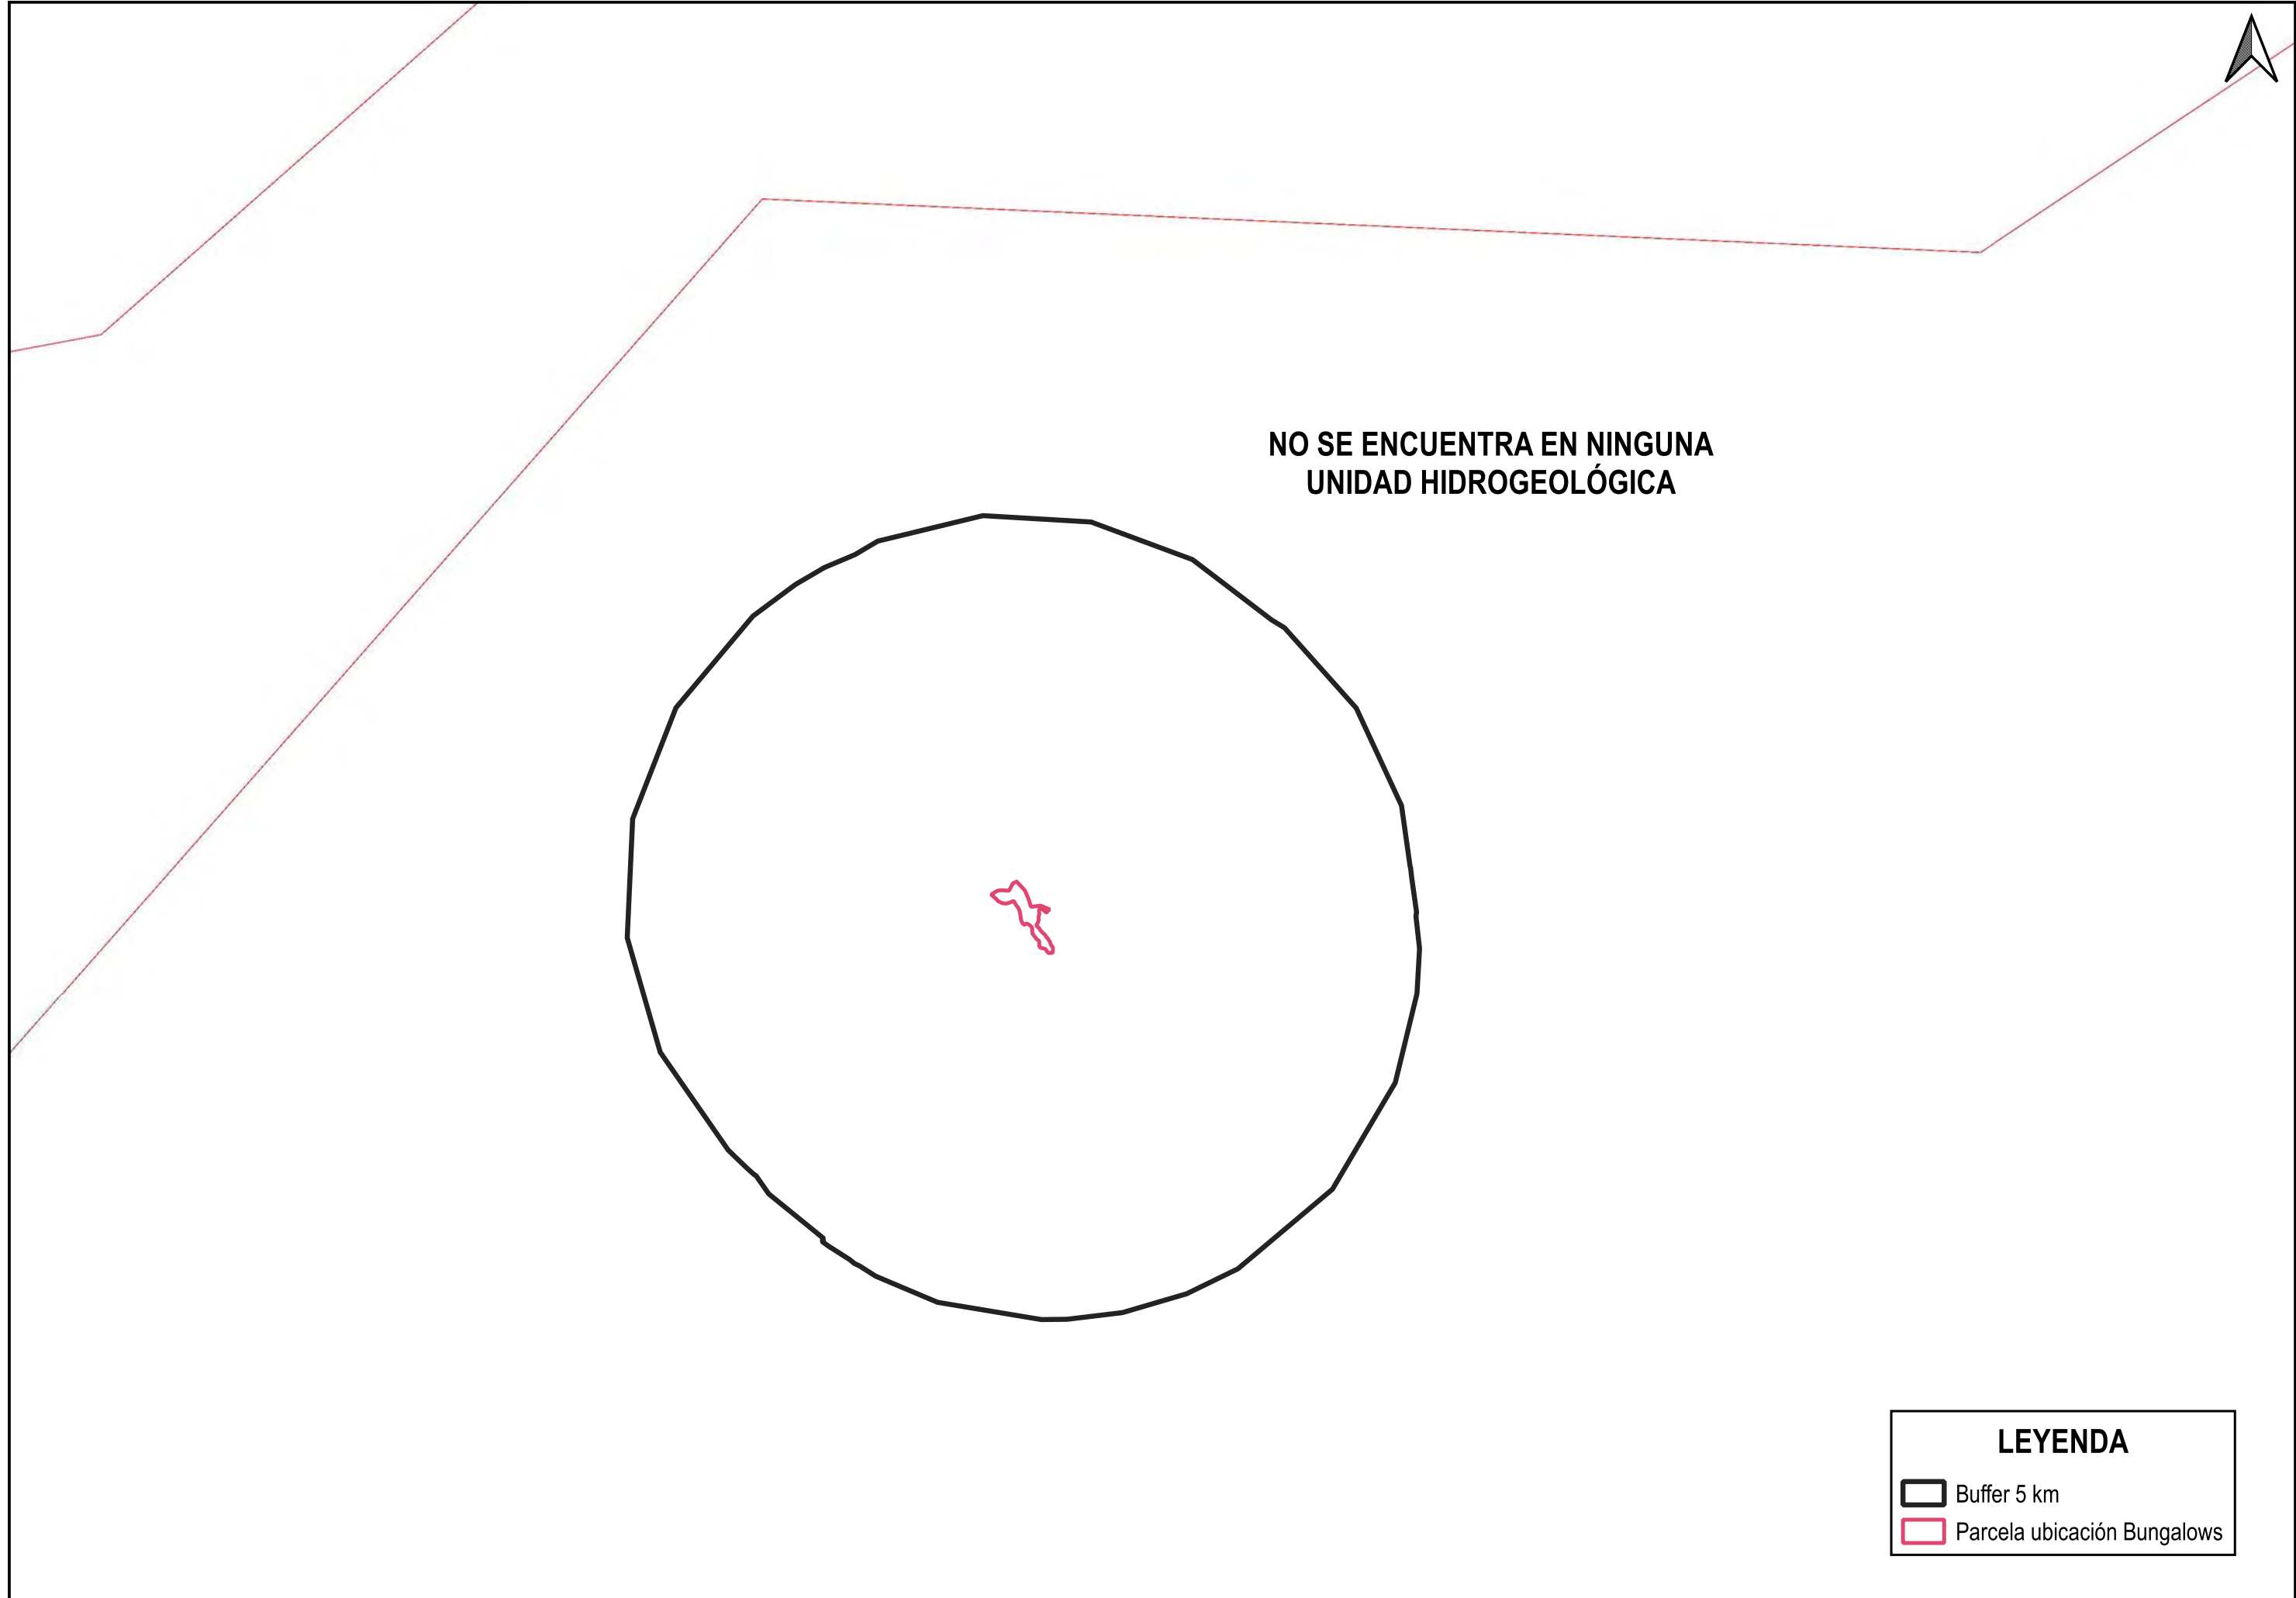 NO SE ENCUENTRA EN NINGUNA
UNIDAD HIDROGEOLÓGICA
LEYENDA
Buffer 5 km
Parcela ubicación Bungalows